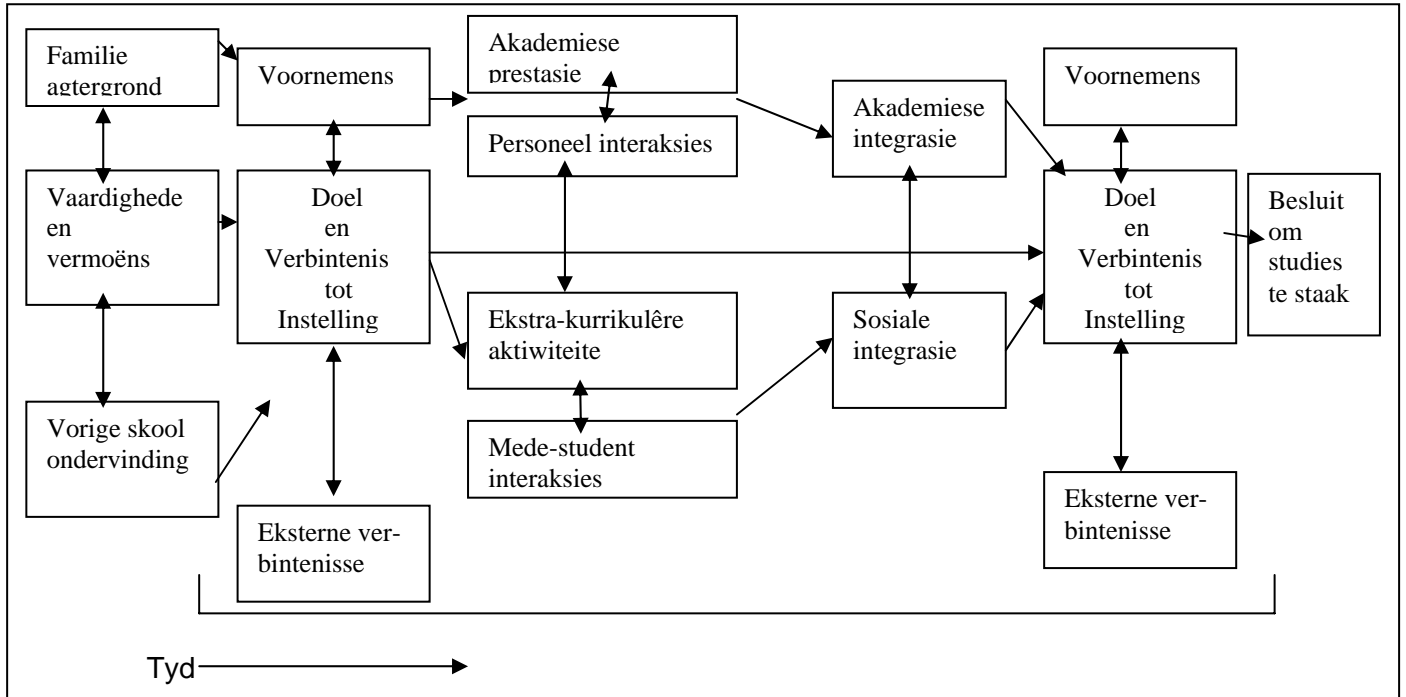 Familie
agtergrond
Vaardighede
en
vermoëns
Vorige skool
ondervinding
Voornemens
Doel
en
Verbintenis
tot
Instelling
Eksterne ver-
bintenisse
Akademiese
prestasie
Personeel interaksies
Ekstra-kurrikulêre
aktiwiteite
Mede-student
interaksies
Akademiese
integrasie
Sosiale
integrasie
Voornemens
Doel
en
Verbintenis
tot
Instelling
Eksterne ver-
bintenisse
Besluit
om
studies
te staak
Tyd